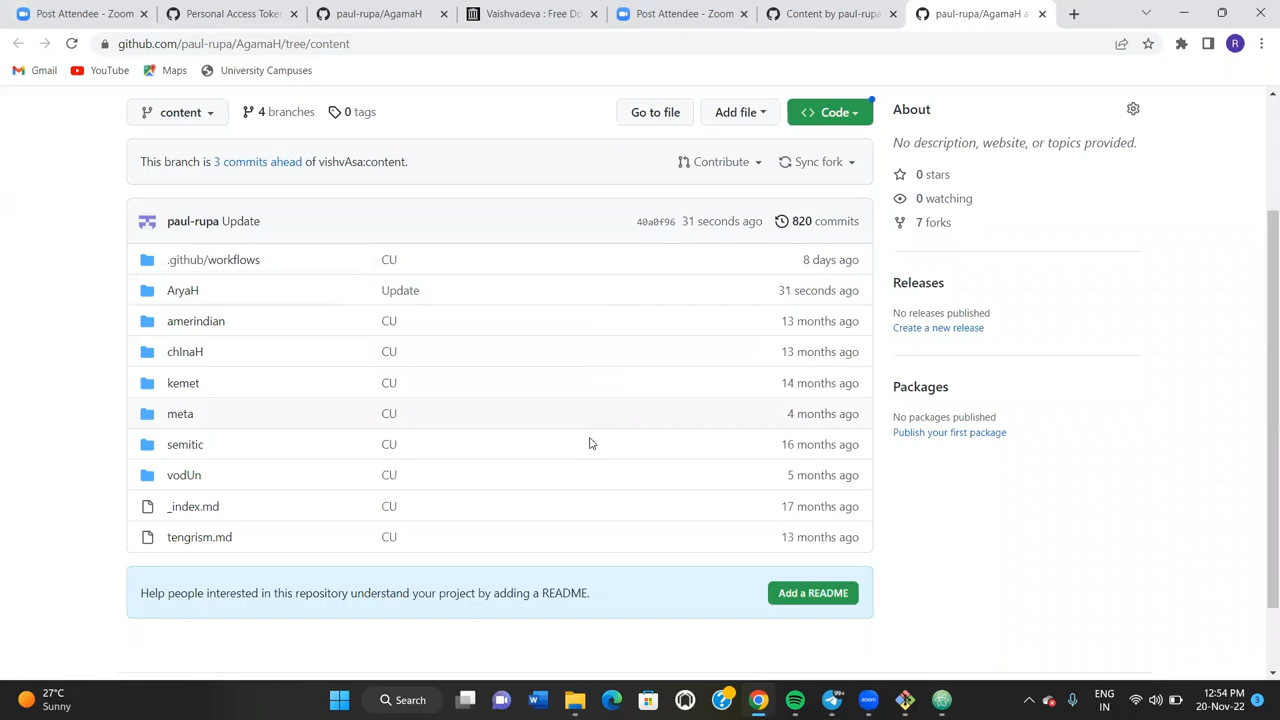 Post Attendee - Zoom
Personal Access Toke
paul-rupa/AgamaH
Vaishvadeva : Free Do
Post Attendee - Zoom
Content by paul-rupa
paul-rupa/AgamaH a
github.com/paul-rupa/AgamaH/tree/content
R
Gmail
YouTube
Maps
University Campuses
content
4 branches
0 tags
Go to file
Add file
Code
This branch is 3 commits ahead of vishvAsa:content.
Contribute
Sync fork
paul-rupa Update
40a0f96 31 seconds ago
820 commits
.github/workflows CU 8 days ago
AryaH Update 31 seconds ago
amerindian CU 13 months ago
chInaH CU 13 months ago
kemet CU 14 months ago
meta CU 4 months ago
semitic CU 16 months ago
vodUn CU 5 months ago
_index.md CU 17 months ago
tengrism.md CU 13 months ago
Help people interested in this repository understand your project by adding a README.
Add a README
About
No description, website, or topics provided.
0 stars
0 watching
7 forks
Releases
No releases published
Create a new release
Packages
No packages published
Publish your first package
27°C
Sunny
Search
99+
zoom
ENG
IN
12:54 PM
20-Nov-22
3